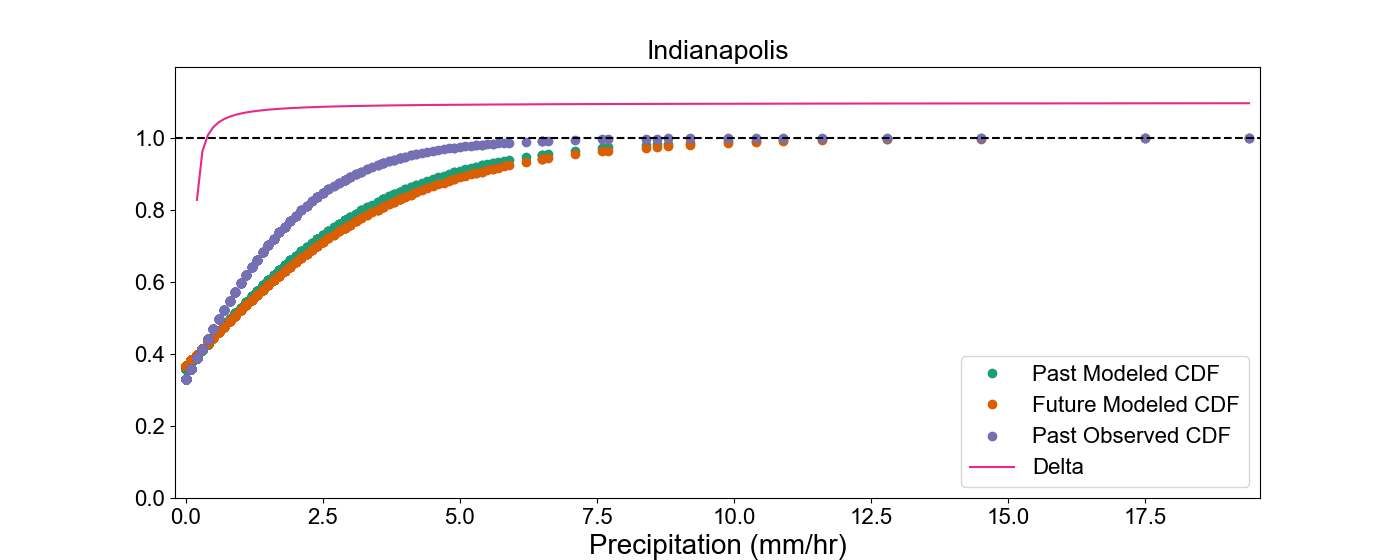 Indianapolis
1.0
0.8
0.6
0.4
0.2
0.0
0.0 2.5 5.0 7.5 10.0 12.5 15.0 17.5
Precipitation (mm/hr)
Past Modeled CDF
Future Modeled CDF
Past Observed CDF
Delta